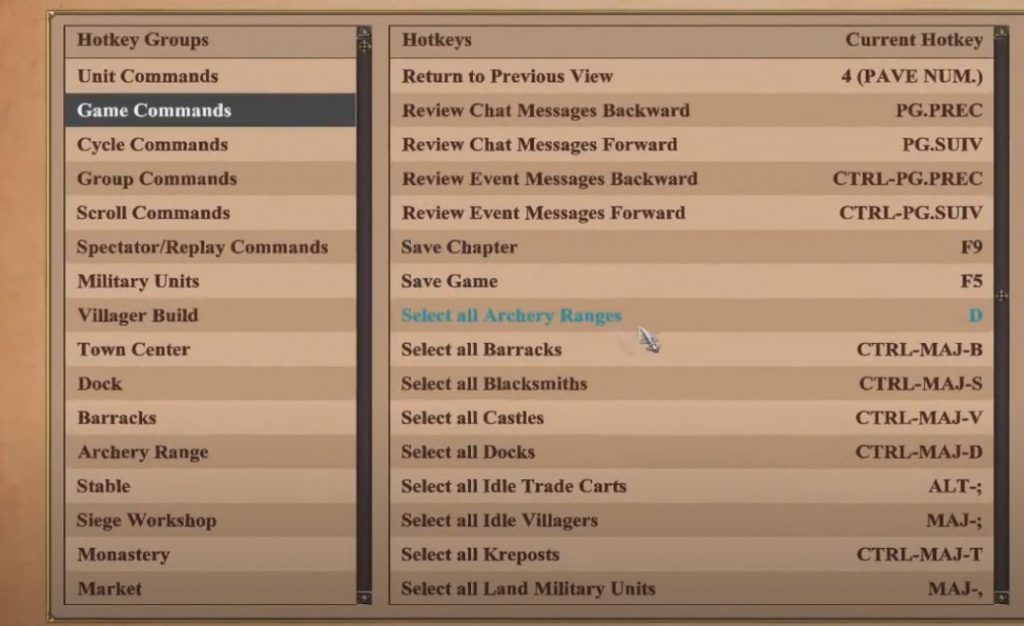 Hotkey Groups
Unit Commands
Game Commands
Cycle Commands
Group Commands
Scroll Commands
Spectator/Replay Commands
Military Units
Villager Build
Town Center
Dock
Barracks
Archery Range
Stable
Siege Workshop
Monastery
Market
Hotkeys Current Hotkey
Return to Previous View 4 (PAVE NUM.)
Review Chat Messages Backward PG.PREC
Review Chat Messages Forward PG.SUIV
Review Event Messages Backward CTRL-PG.PREC
Review Event Messages Forward CTRL-PG.SUIV
Save Chapter F9
Save Game F5
Select all Archery Ranges D
Select all Barracks CTRL-MAJ-B
Select all Blacksmiths CTRL-MAJ-S
Select all Castles CTRL-MAJ-V
Select all Docks CTRL-MAJ-D
Select all Idle Trade Carts ALT-;
Select all Idle Villagers MAJ-;
Select all Kreposts CTRL-MAJ-T
Select all Land Military Units MAJ-,